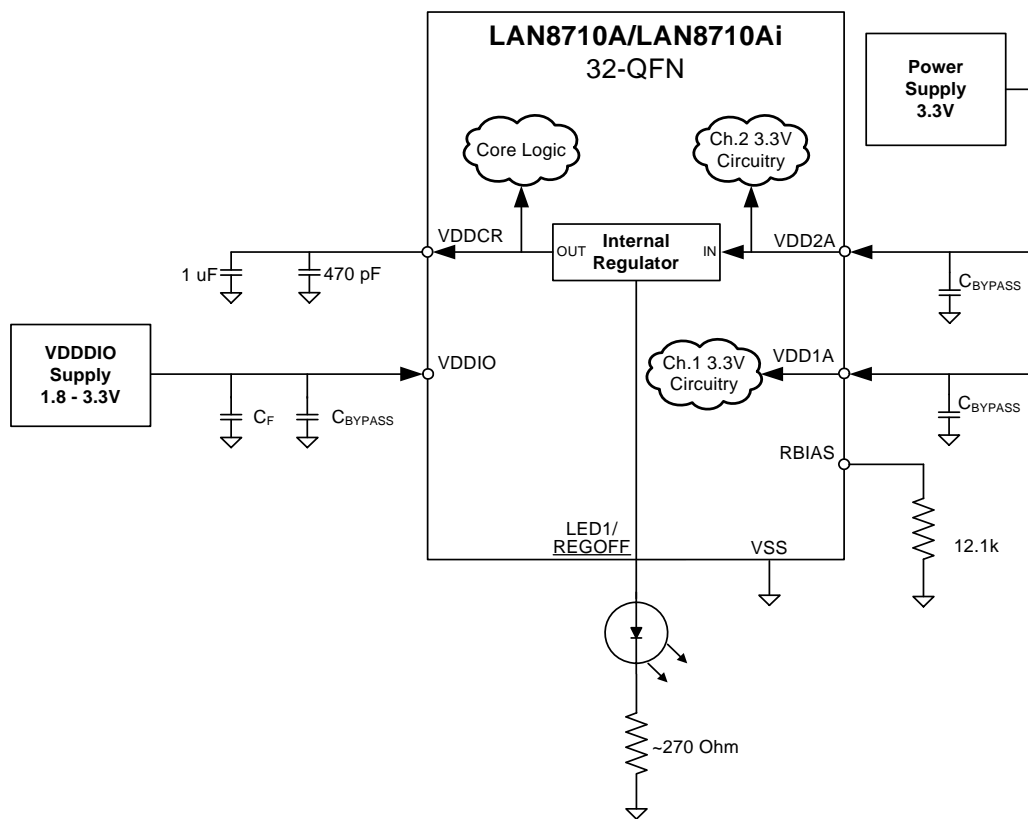 LAN8710A/LAN8710Ai
32-QFN
Power
Supply
3.3V
Core Logic
Ch.2 3.3V
Circuitry
VDDCR
OUT
Internal
Regulator
IN
VDD2A
1 uF
470 pF
CBYPASS
VDDDIO
Supply
1.8 - 3.3V
VDDIO
Ch.1 3.3V
Circuitry
VDD1A
CF
CBYPASS
CBYPASS
RBIAS
12.1k
LED1/
REGOFF
VSS
~270 Ohm